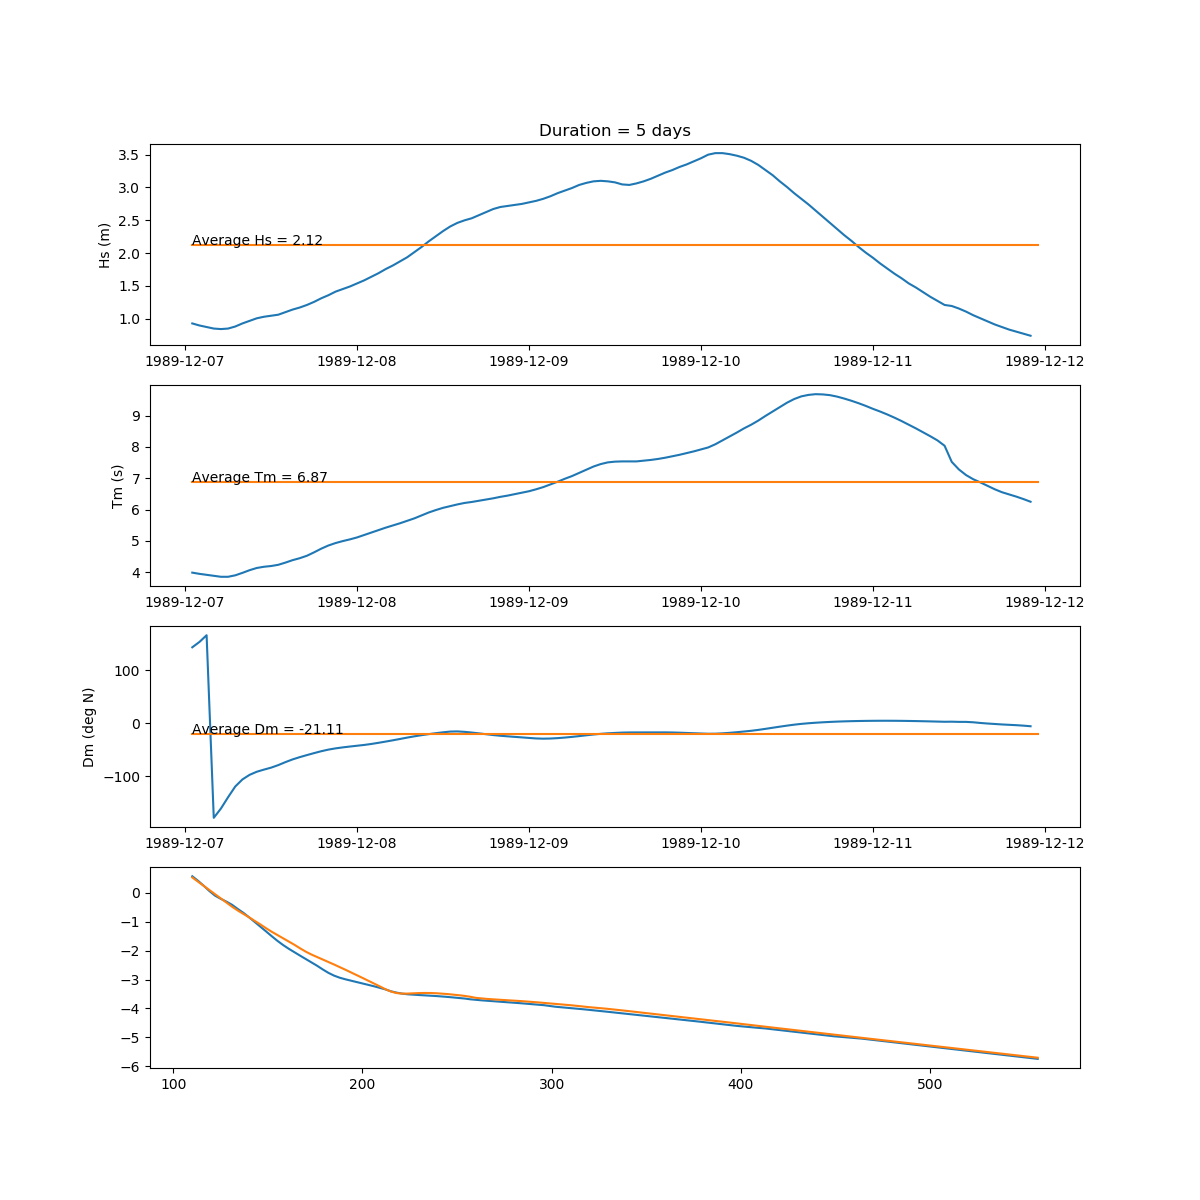 Duration = 5 days
Hs (m)
3.5
3.0
2.5
2.0
1.5
1.0
Average Hs = 2.12
1989-12-07 1989-12-08 1989-12-09 1989-12-10 1989-12-11 1989-12-12
Tm (s)
9
8
7
6
5
4
Average Tm = 6.87
1989-12-07 1989-12-08 1989-12-09 1989-12-10 1989-12-11 1989-12-12
Dm (deg N)
100
0
−100
Average Dm = -21.11
1989-12-07 1989-12-08 1989-12-09 1989-12-10 1989-12-11 1989-12-12
0
−1
−2
−3
−4
−5
−6
100 200 300 400 500